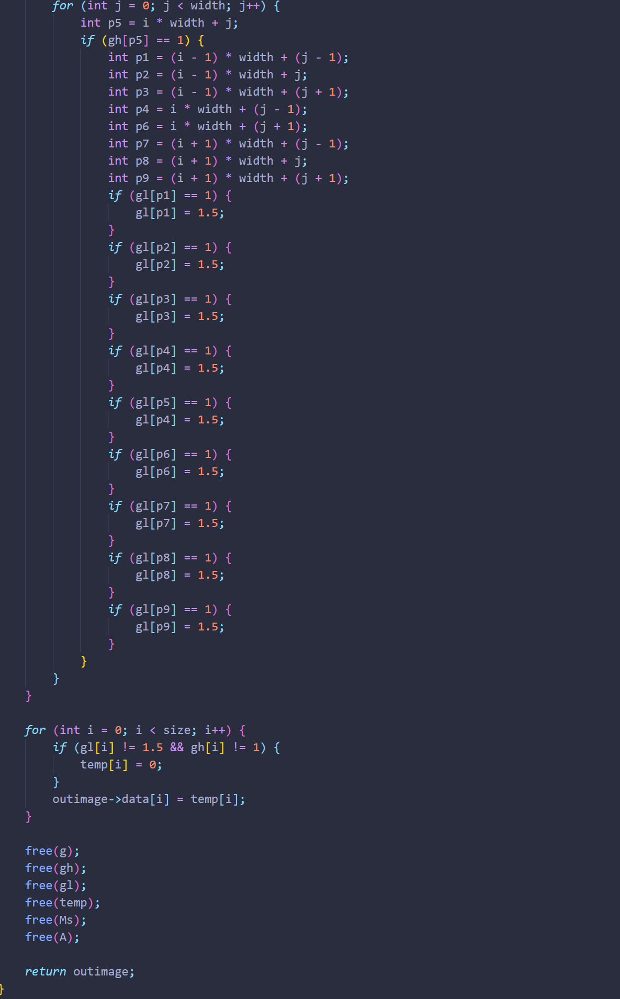 for (int j = 0; j < width; j++) {
int p5 = i * width + j;
if (gh[p5] == 1) {
int p1 = (i - 1) * width + (j - 1);
int p2 = (i - 1) * width + j;
int p3 = (i - 1) * width + (j + 1);
int p4 = i * width + (j - 1);
int p6 = i * width + (j + 1);
int p7 = (i + 1) * width + (j - 1);
int p8 = (i + 1) * width + j;
int p9 = (i + 1) * width + (j + 1);
if (gl[p1] == 1) {
gl[p1] = 1.5;
}
if (gl[p2] == 1) {
gl[p2] = 1.5;
}
if (gl[p3] == 1) {
gl[p3] = 1.5;
}
if (gl[p4] == 1) {
gl[p4] = 1.5;
}
if (gl[p5] == 1) {
gl[p4] = 1.5;
}
if (gl[p6] == 1) {
gl[p6] = 1.5;
}
if (gl[p7] == 1) {
gl[p7] = 1.5;
}
if (gl[p8] == 1) {
gl[p8] = 1.5;
}
if (gl[p9] == 1) {
gl[p9] = 1.5;
}
}
}
}
for (int i = 0; i < size; i++) {
if (gl[i] != 1.5 && gh[i] != 1) {
temp[i] = 0;
}
outimage->data[i] = temp[i];
}
free(g);
free(gh);
free(gl);
free(temp);
free(Ms);
free(A);
return outimage;
}